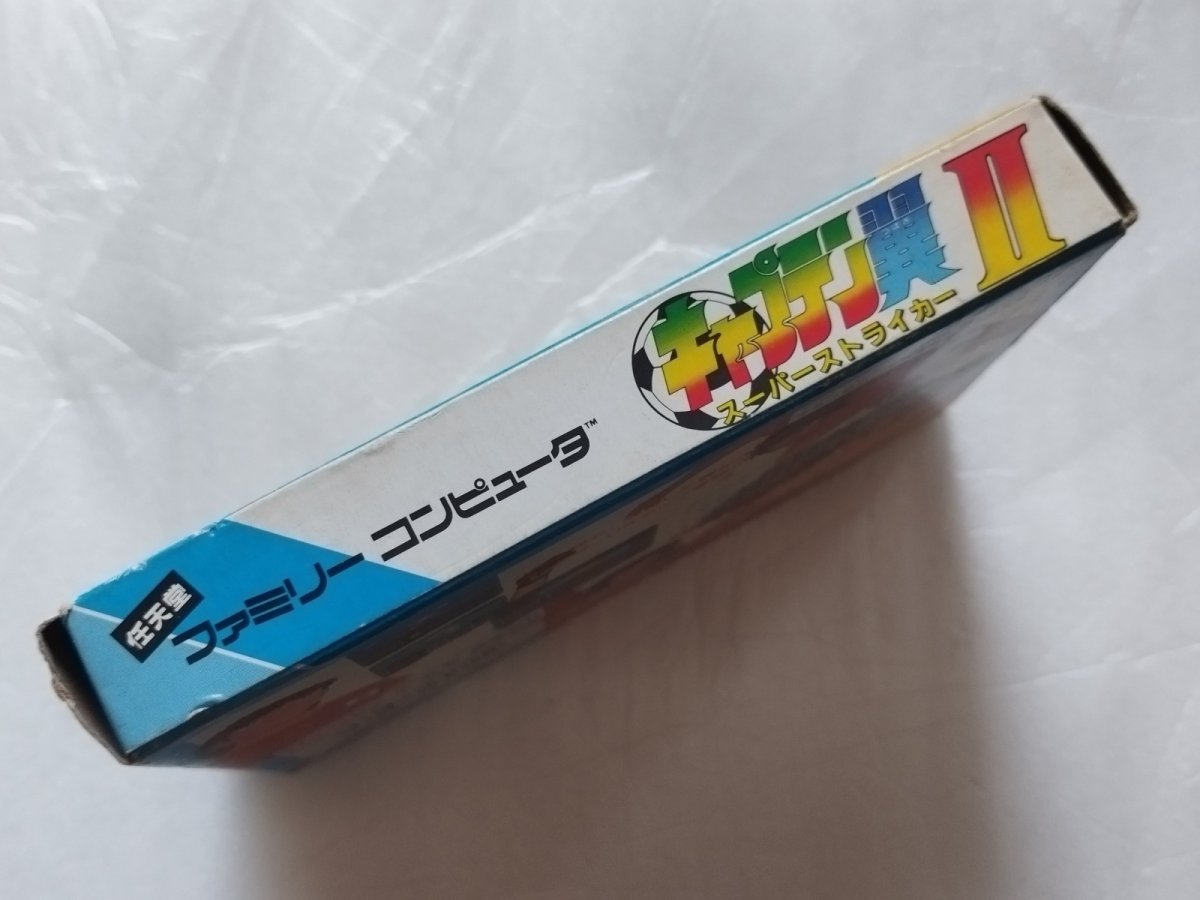 任天堂
ファミリー コンピュータ™
キャプテン翼 II
スーパーストライカー